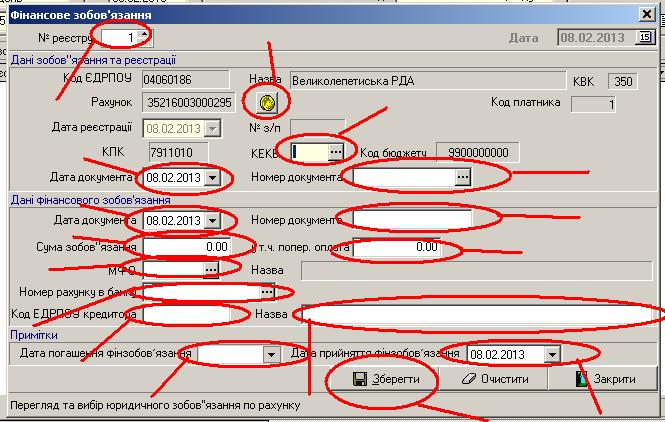 Фінансове зобов'язання
№ реєстру 1 Дата 08.02.2013 15
Дані зобов"язання та реєстрації
Код ЄДРПОУ 04060186 Назва Великолепетиська РДА КВК 350
Рахунок 35216003000295 Код платника 1
Дата реєстрації 08.02.2013 № з/п
КПК 7911010 КЕКВ ... Код бюджету 9900000000
Дата документа 08.02.2013 Номер документа ...
Дані фінансового зобов'язання
Дата документа 08.02.2013 Номер документа
Сума зобов"язання 0.00 у т.ч. попер. оплата 0.00
МФО ... Назва
Номер рахунку в банку ...
Код ЄДРПОУ кредитора Назва
Примітки
Дата погашення фінзобов'язання Дата прийняття фінзобов'язання 08.02.2013
Зберегти Очистити Закрити
Перегляд та вибір юридичного зобов"язання по рахунку